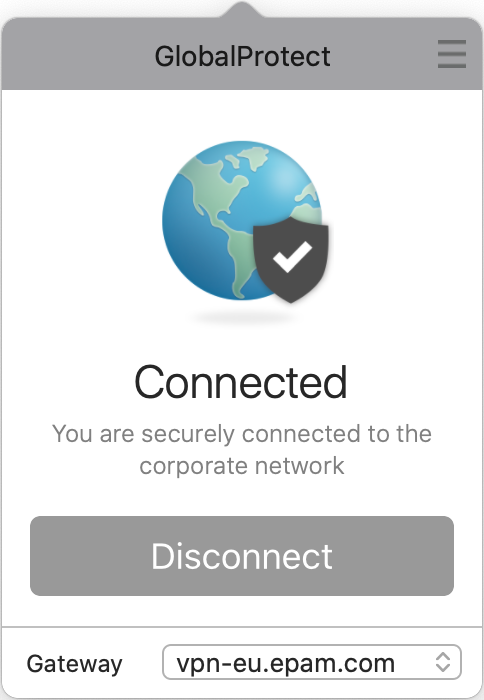 GlobalProtect
Connected
You are securely connected to the
corporate network
Disconnect
Gateway vpn-eu.epam.com